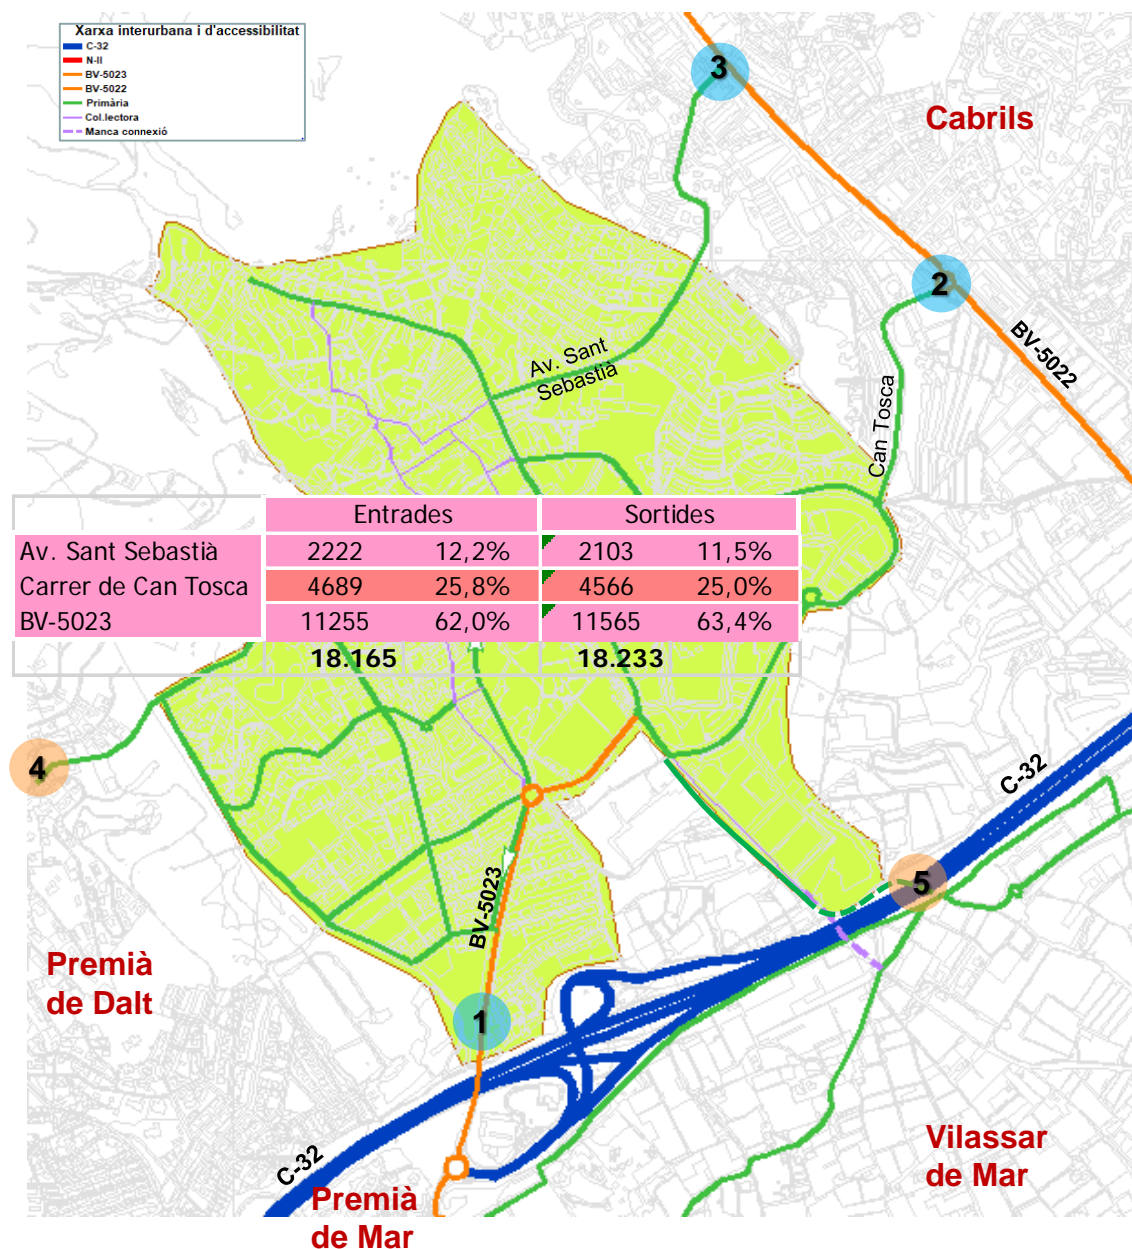 Xarxa interurbana i d'accessibilitat
C-32
N-II
BV-5023
BV-5022
Primària
Col.lectora
Manca connexió
3
Cabrils
2
BV-5022
Av. Sant
Sebastià
Can Tosca
Entrades Sortides
Av. Sant Sebastià 2222 12,2% 2103 11,5%
Carrer de Can Tosca 4689 25,8% 4566 25,0%
BV-5023 11255 62,0% 11565 63,4%
18.165 18.233
4
C-32
5
BV-5023
Premià
de Dalt
1
Vilassar
de Mar
C-32
Premià
de Mar